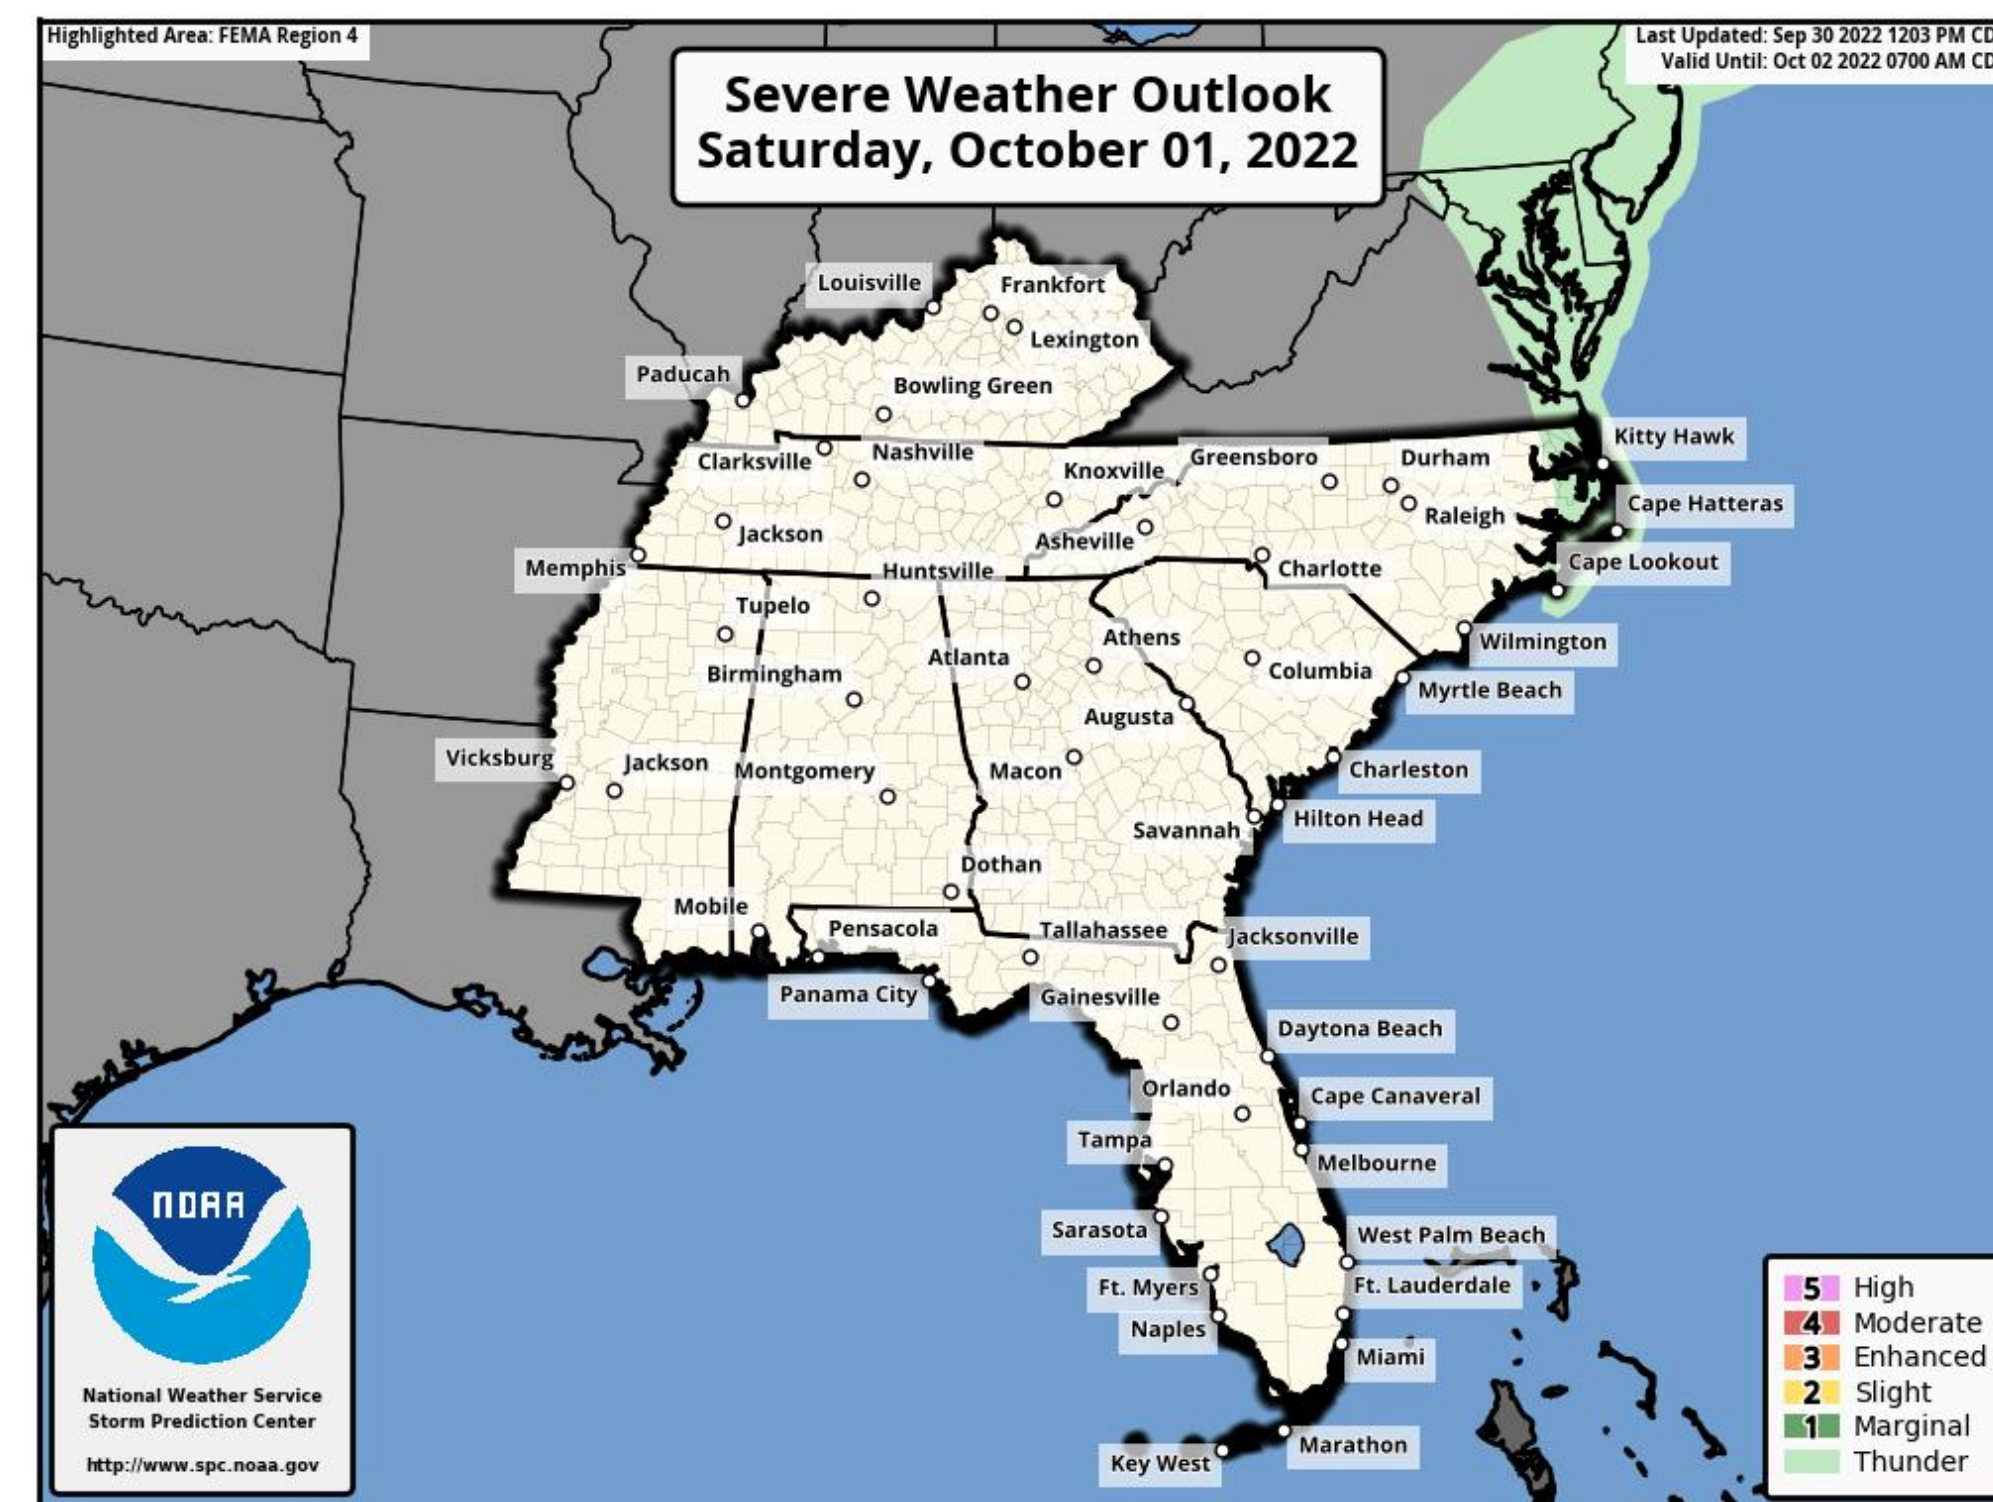 Highlighted Area: FEMA Region 4
Last Updated: Sep 30 2022 1203 PM CD
Valid Until: Oct 02 2022 0700 AM CD
Severe Weather Outlook
Saturday, October 01, 2022
Louisville
Frankfort
Lexington
Paducah
Bowling Green
Kitty Hawk
Clarksville
Nashville
Knoxville
Greensboro
Durham
Cape Hatteras
Raleigh
Jackson
Asheville
Memphis
Huntsville
Charlotte
Cape Lookout
Tupelo
Athens
Wilmington
Atlanta
Birmingham
Columbia
Myrtle Beach
Augusta
Vicksburg
Jackson
Montgomery
Macon
Charleston
Hilton Head
Savannah
Dothan
Mobile
Pensacola
Tallahassee
Jacksonville
Panama City
Gainesville
Daytona Beach
Orlando
Cape Canaveral
Tampa
Melbourne
Sarasota
West Palm Beach
Ft. Myers
Ft. Lauderdale
Naples
Miami
Marathon
Key West
NOAA
National Weather Service
Storm Prediction Center
http://www.spc.noaa.gov
5 High
4 Moderate
3 Enhanced
2 Slight
1 Marginal
Thunder